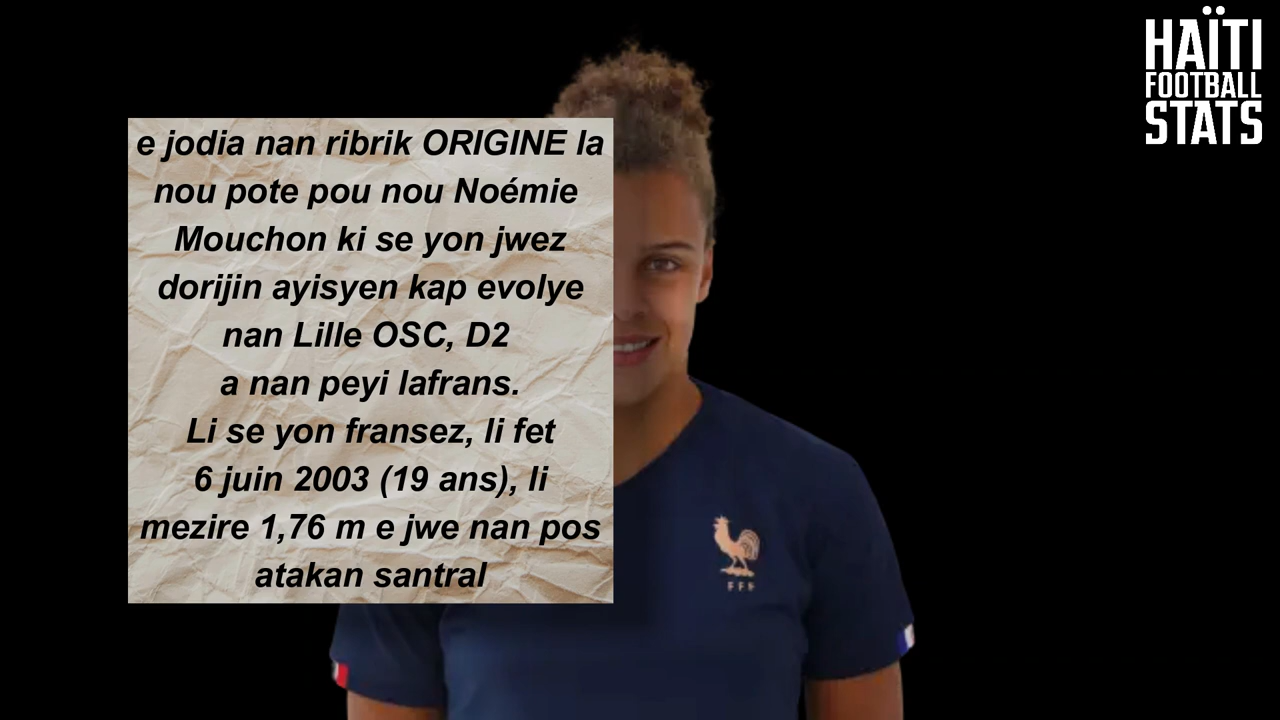 HAÏTI
FOOTBALL
STATS
e jodia nan ribrik ORIGINE la
nou pote pou nou Noémie
Mouchon ki se yon jwez
dorijin ayisyen kap evolye
nan Lille OSC, D2
a nan peyi lafrans.
Li se yon fransez, li fet
6 juin 2003 (19 ans), li
mezire 1,76 m e jwe nan pos
atakan santral
FFF